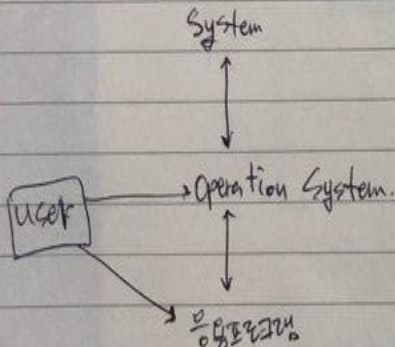 System
user
Operation System.
응용프로그램